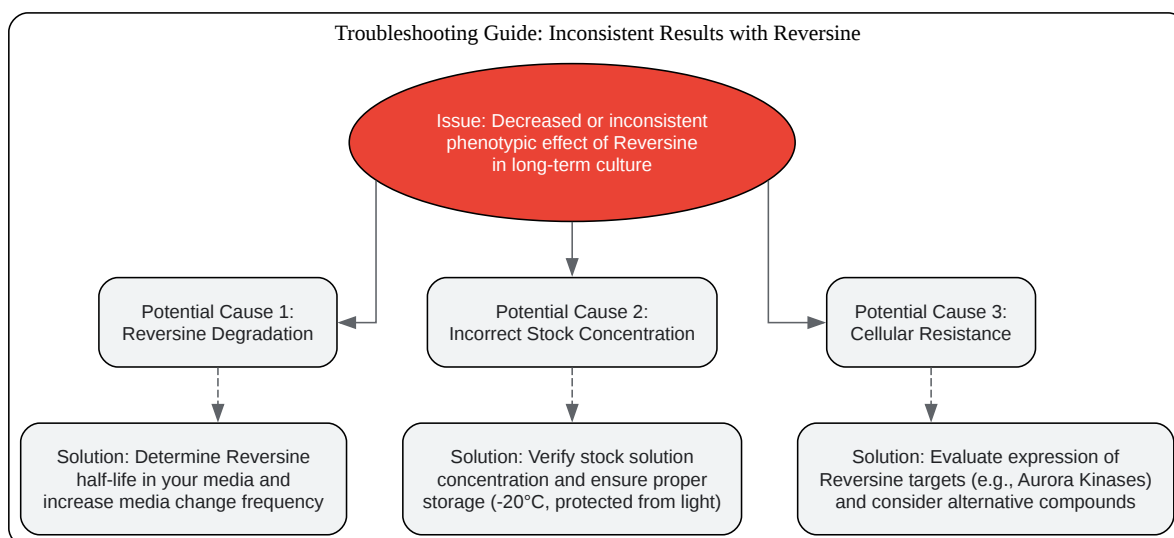 Troubleshooting Guide: Inconsistent Results with Reversine
Issue: Decreased or inconsistent
phenotypic effect of Reversine
in long-term culture
Potential Cause 1:
Reversine Degradation
Potential Cause 2:
Incorrect Stock Concentration
Potential Cause 3:
Cellular Resistance
Solution: Determine Reversine
half-life in your media and
increase media change frequency
Solution: Verify stock solution
concentration and ensure proper
storage (-20°C, protected from light)
Solution: Evaluate expression of
Reversine targets (e.g., Aurora Kinases)
and consider alternative compounds